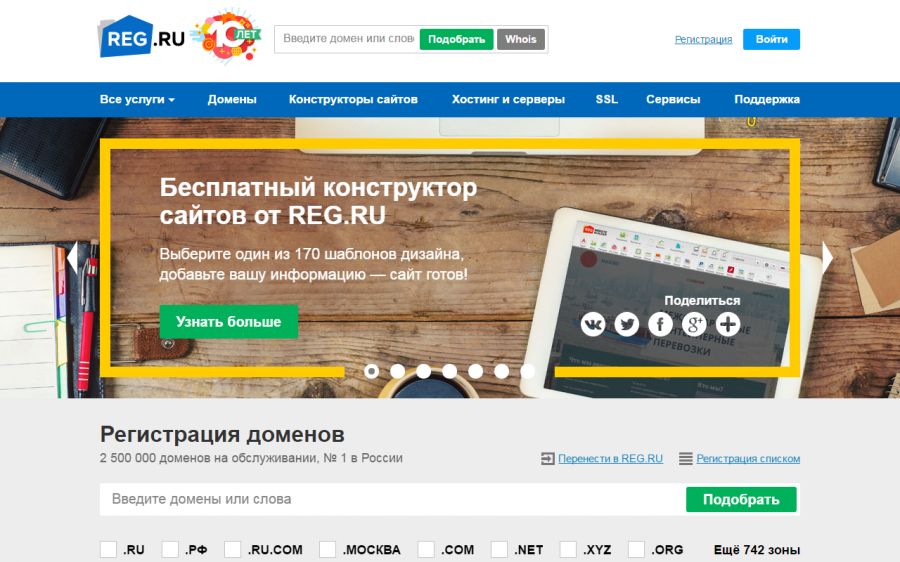 REG.RU 10 ЛЕТ
Введите домен или слов
Подобрать
Whois
Регистрация
Войти
Все услуги
Домены
Конструкторы сайтов
Хостинг и серверы
SSL
Сервисы
Поддержка
Бесплатный конструктор
сайтов от REG.RU
Выберите один из 170 шаблонов дизайна,
добавьте вашу информацию — сайт готов!
Узнать больше
Поделиться
ПЕРЕВОЗКИ
Регистрация доменов
2 500 000 доменов на обслуживании, № 1 в России
Перенести в REG.RU
Регистрация списком
Введите домены или слова
Подобрать
.RU
.РФ
.RU.COM
.МОСКВА
.COM
.NET
.XYZ
.ORG
Ещё 742 зоны